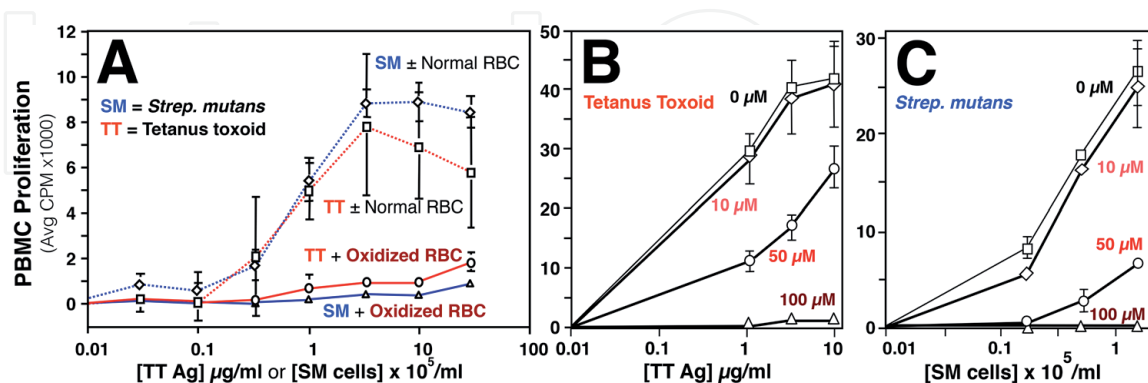 A
SM = Strep. mutans
TT = Tetanus toxoid
SM ± Normal RBC
TT ± Normal RBC
TT + Oxidized RBC
SM + Oxidized RBC
PBMC Proliferation
(Avg CPM x1000)
12
10
8
6
4
2
0
0.01 0.1 1 10 100
[TT Ag] µg/ml or [SM cells] x 10⁵/ml
B
Tetanus Toxoid
0 µM
10 µM
50 µM
100 µM
50
40
30
20
10
0
0.01 0.1 1 10
[TT Ag] µg/ml
C
Strep. mutans
0 µM
10 µM
50 µM
100 µM
30
20
10
0
0.01 0.1 1
[SM cells] x 10⁵/ml